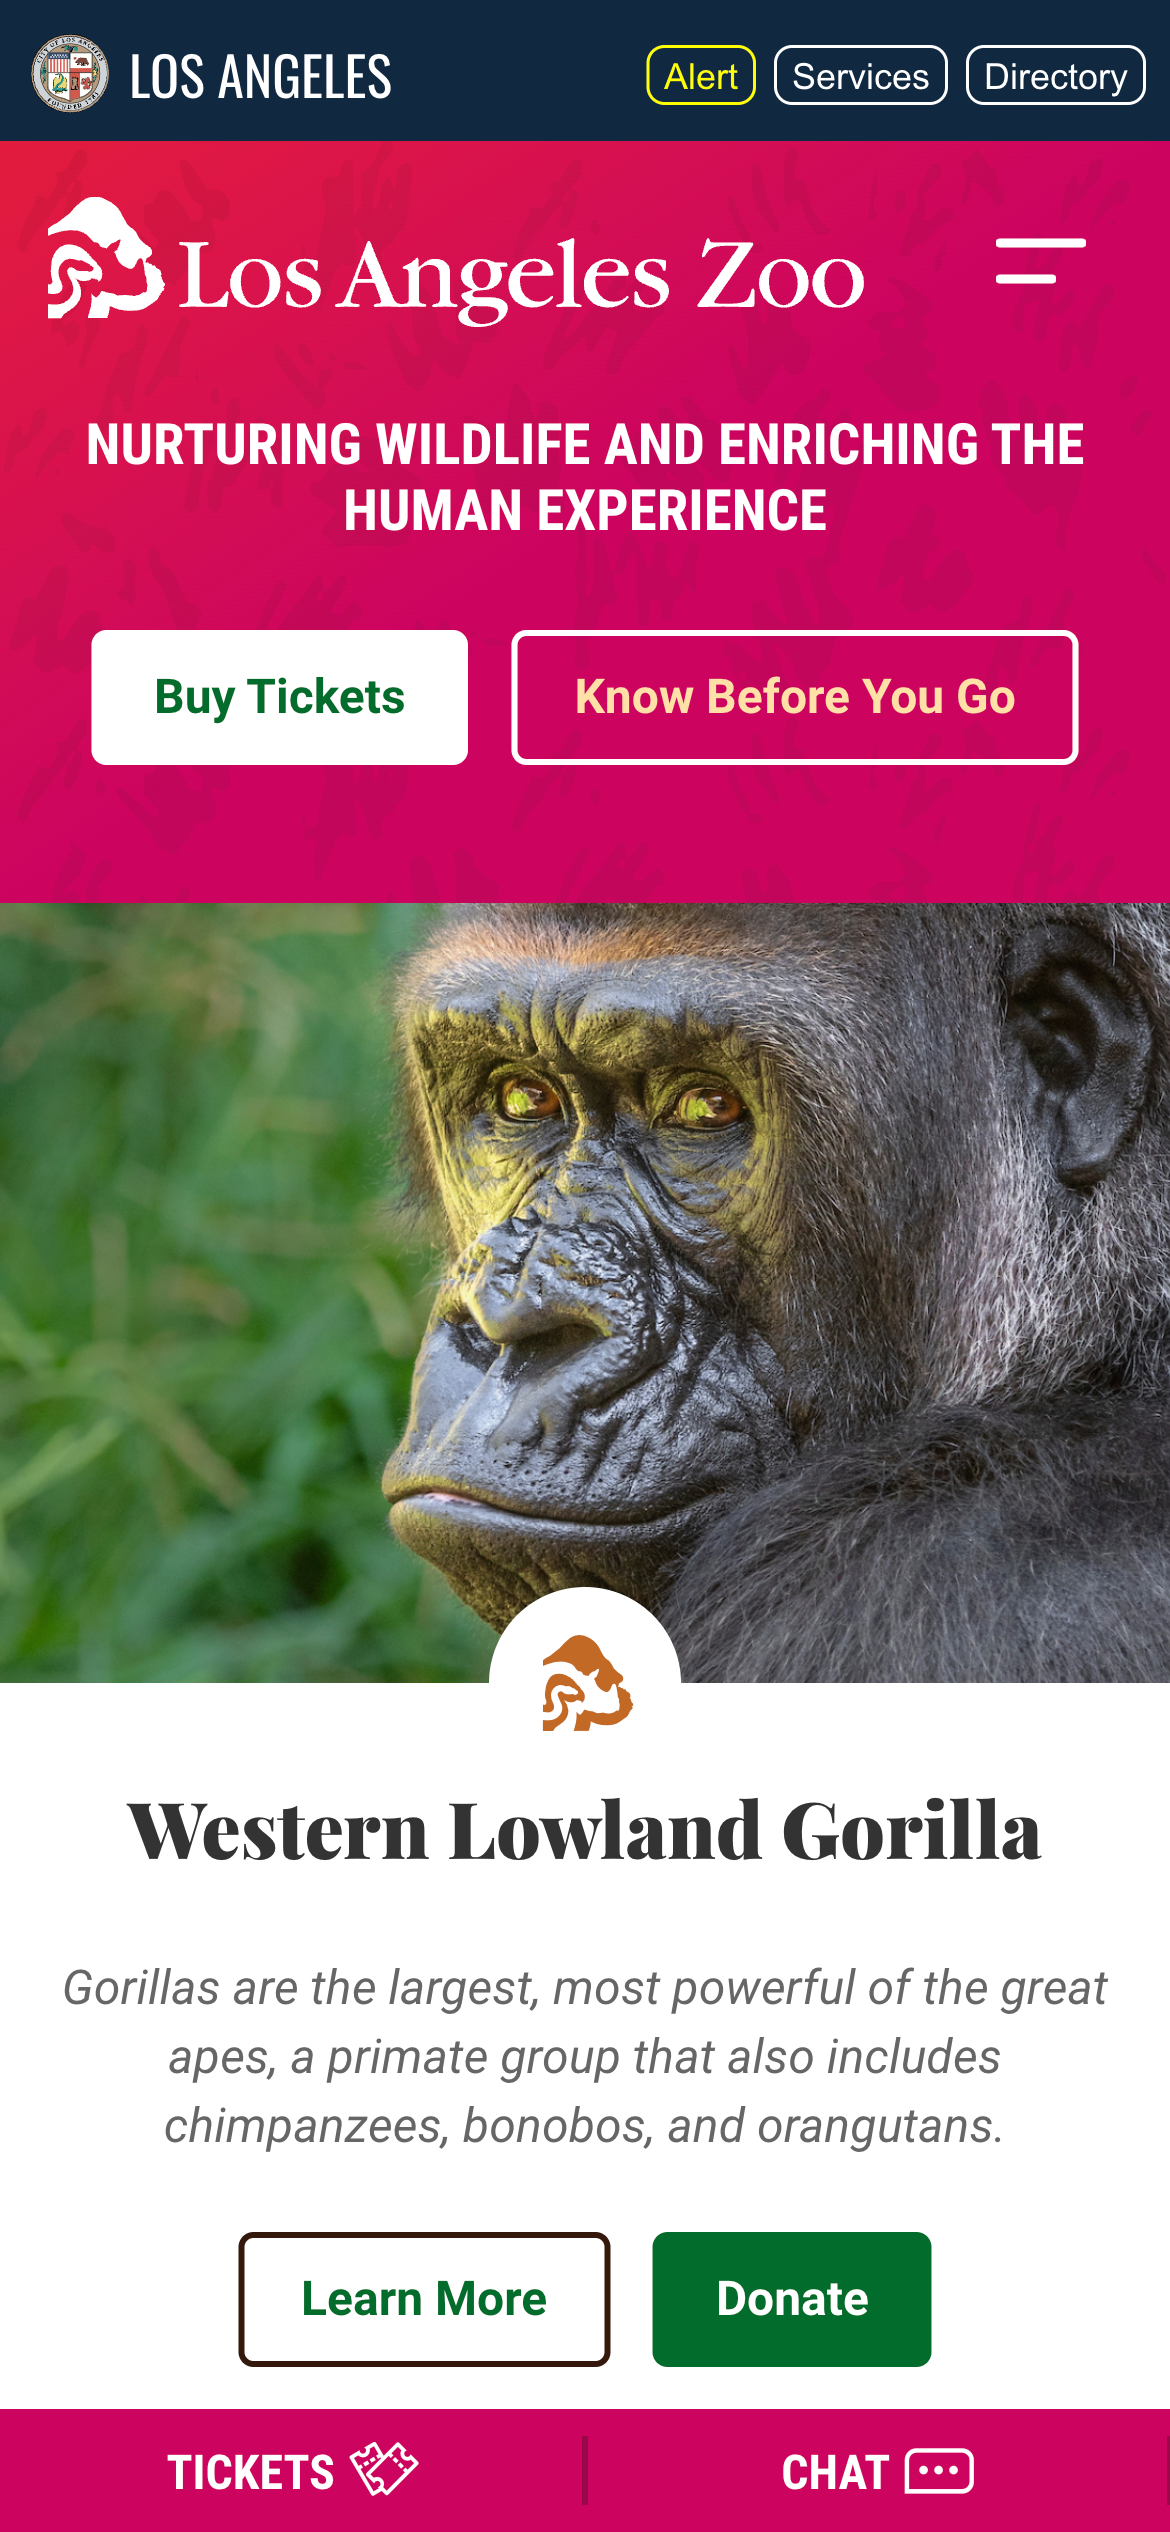 LOS ANGELES
Alert
Services
Directory
Los Angeles Zoo
NURTURING WILDLIFE AND ENRICHING THE
HUMAN EXPERIENCE
Buy Tickets
Know Before You Go
Western Lowland Gorilla
Gorillas are the largest, most powerful of the great
apes, a primate group that also includes
chimpanzees, bonobos, and orangutans.
Learn More
Donate
TICKETS
CHAT